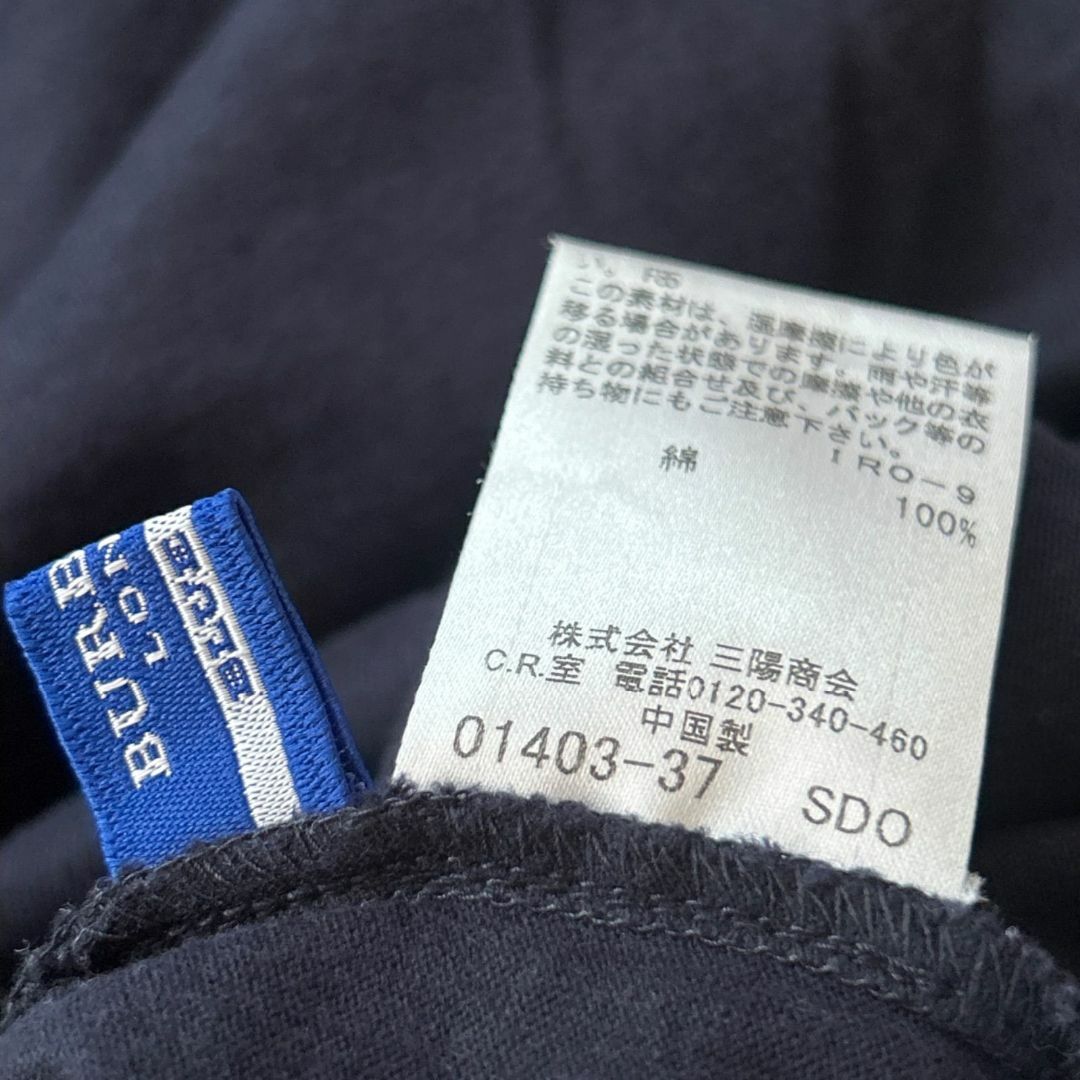 い。 R5
この素材は、湿摩擦により色が
移る場合があります。雨や汗等
の湿った状態での摩擦や他の衣
料との組合せ及び、バック等の
持ち物にもご注意下さい。
IRO-9
綿 100%
株式会社 三陽商会
C.R.室 電話0120-340-460
中国製
01403-37 SDO
BURB
LON